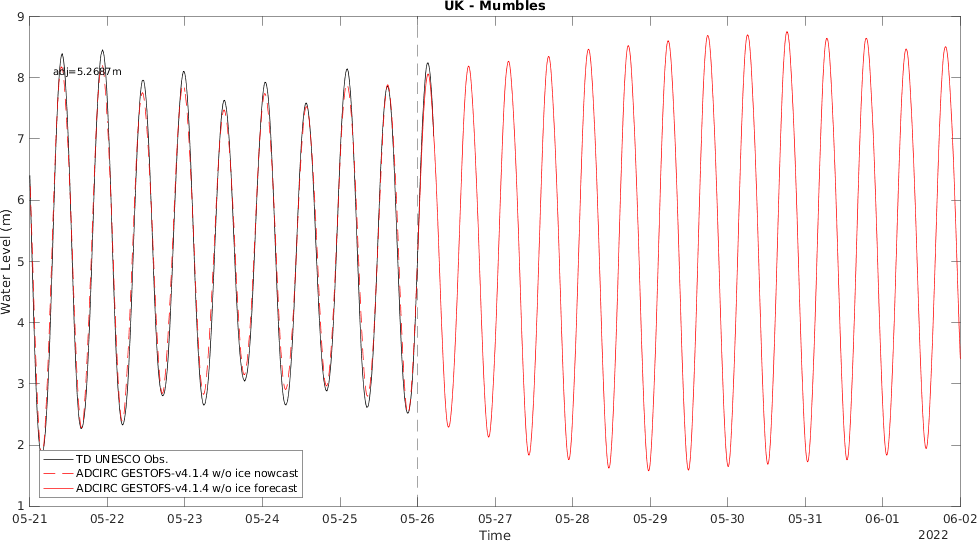 UK - Mumbles
9
8
7
6
5
4
3
2
1
Water Level (m)
adj=5.2687m
TD UNESCO Obs.
ADCIRC GESTOFS-v4.1.4 w/o ice nowcast
ADCIRC GESTOFS-v4.1.4 w/o ice forecast
05-21 05-22 05-23 05-24 05-25 05-26 05-27 05-28 05-29 05-30 05-31 06-01 06-02
Time
2022